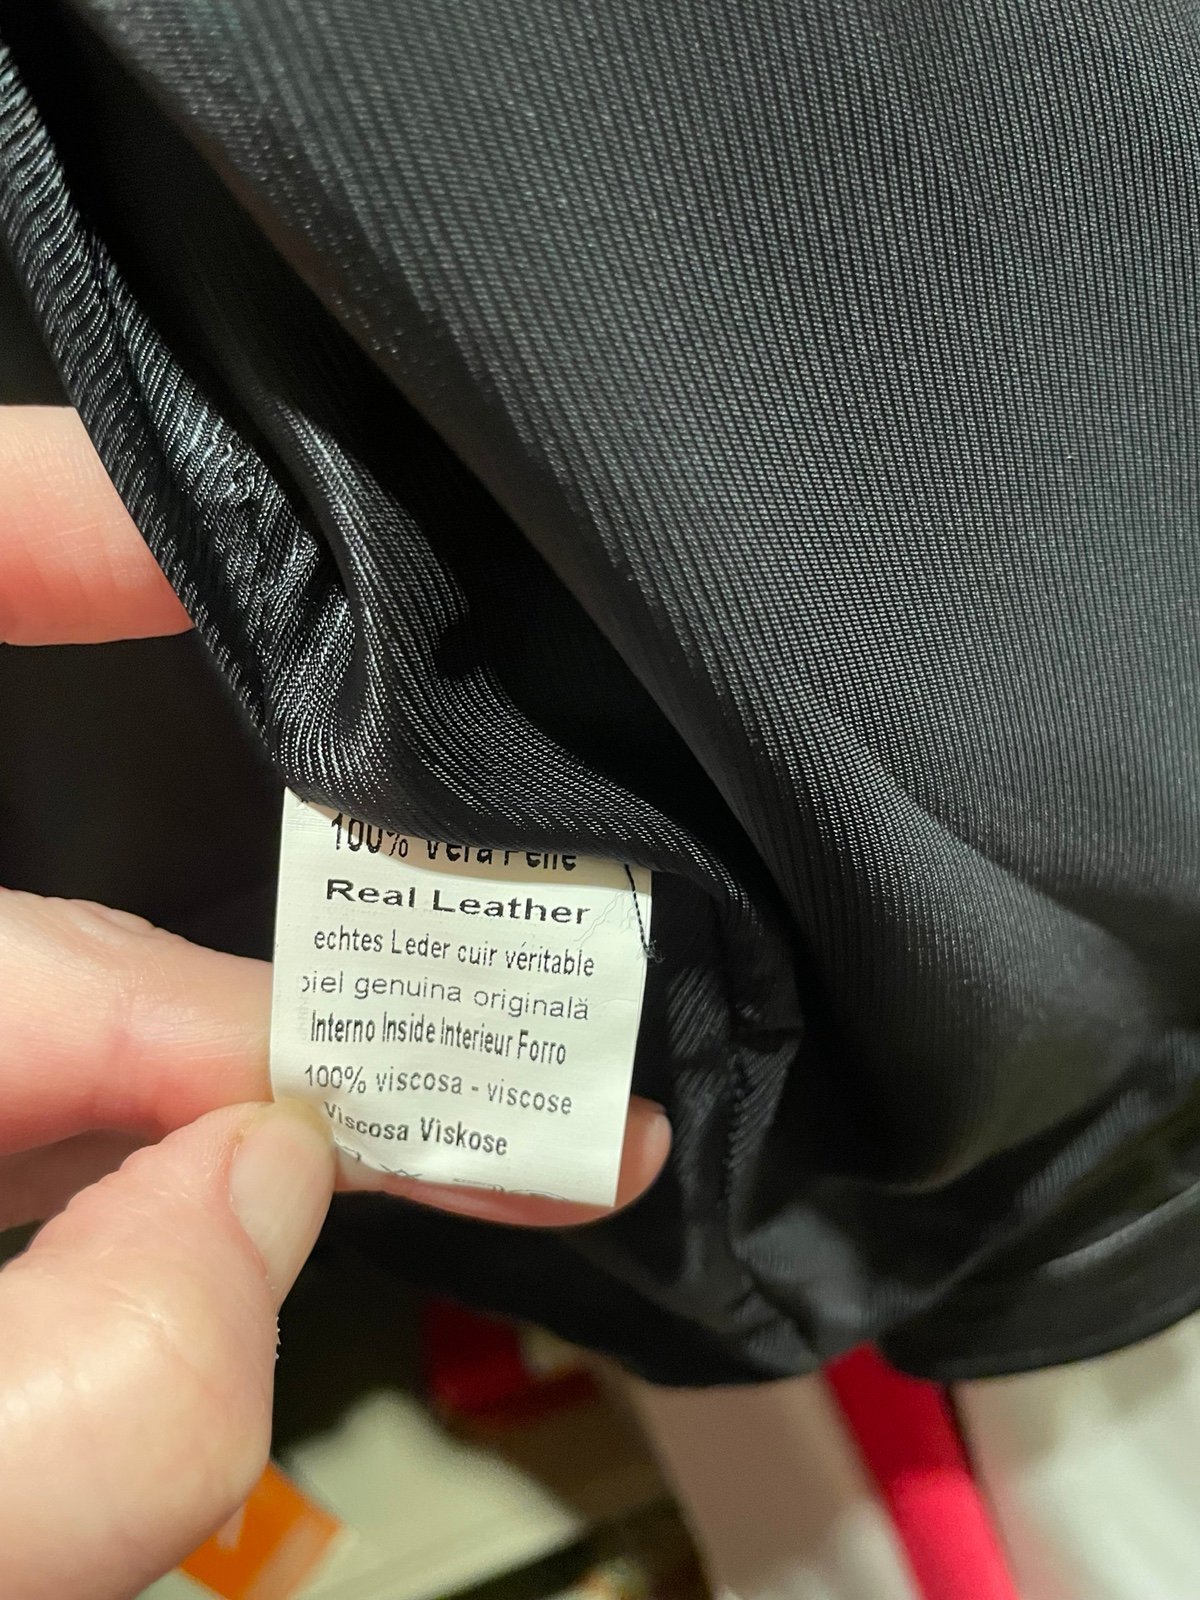 100% Vera Pelle
Real Leather
echtes Leder cuir véritable
piel genuina originală
Interno Inside Interieur Forro
100% viscosa - viscose
Viscosa Viskose